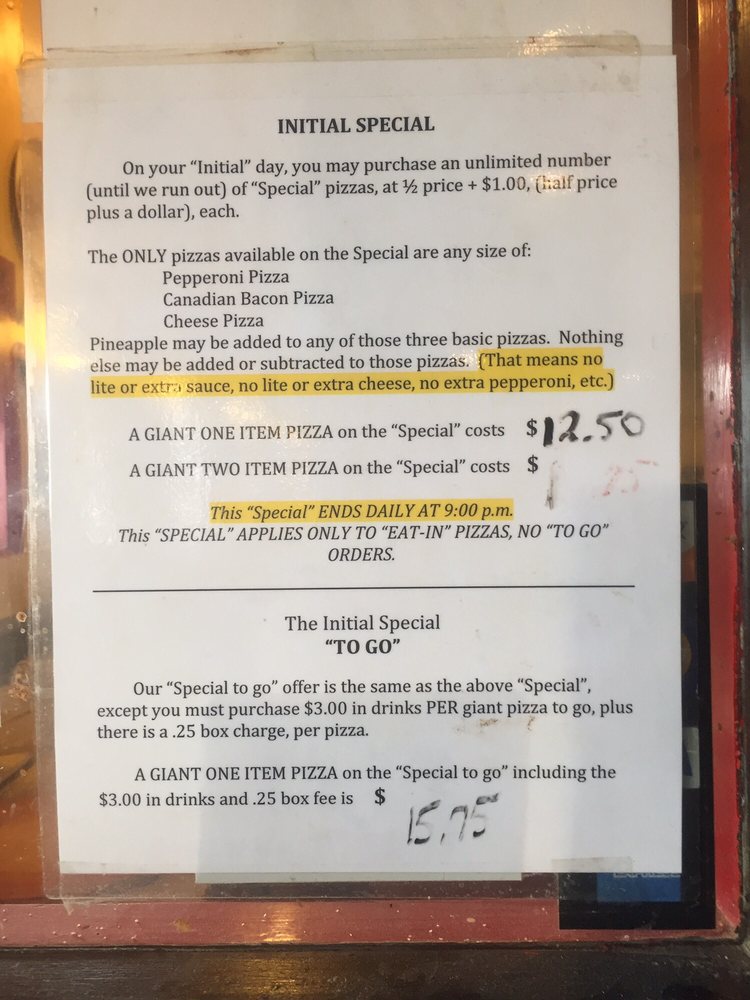 INITIAL SPECIAL
On your “Initial” day, you may purchase an unlimited number
(until we run out) of “Special” pizzas, at ½ price + $1.00, (half price
plus a dollar), each.
The ONLY pizzas available on the Special are any size of:
Pepperoni Pizza
Canadian Bacon Pizza
Cheese Pizza
Pineapple may be added to any of those three basic pizzas. Nothing
else may be added or subtracted to those pizzas. (That means no
lite or extra sauce, no lite or extra cheese, no extra pepperoni, etc.)
A GIANT ONE ITEM PIZZA on the “Special” costs $12.50
A GIANT TWO ITEM PIZZA on the “Special” costs $
This “Special” ENDS DAILY AT 9:00 p.m.
This “SPECIAL” APPLIES ONLY TO “EAT-IN” PIZZAS, NO “TO GO”
ORDERS.
The Initial Special
“TO GO”
Our “Special to go” offer is the same as the above “Special”,
except you must purchase $3.00 in drinks PER giant pizza to go, plus
there is a .25 box charge, per pizza.
A GIANT ONE ITEM PIZZA on the “Special to go” including the
$3.00 in drinks and .25 box fee is $
15.75